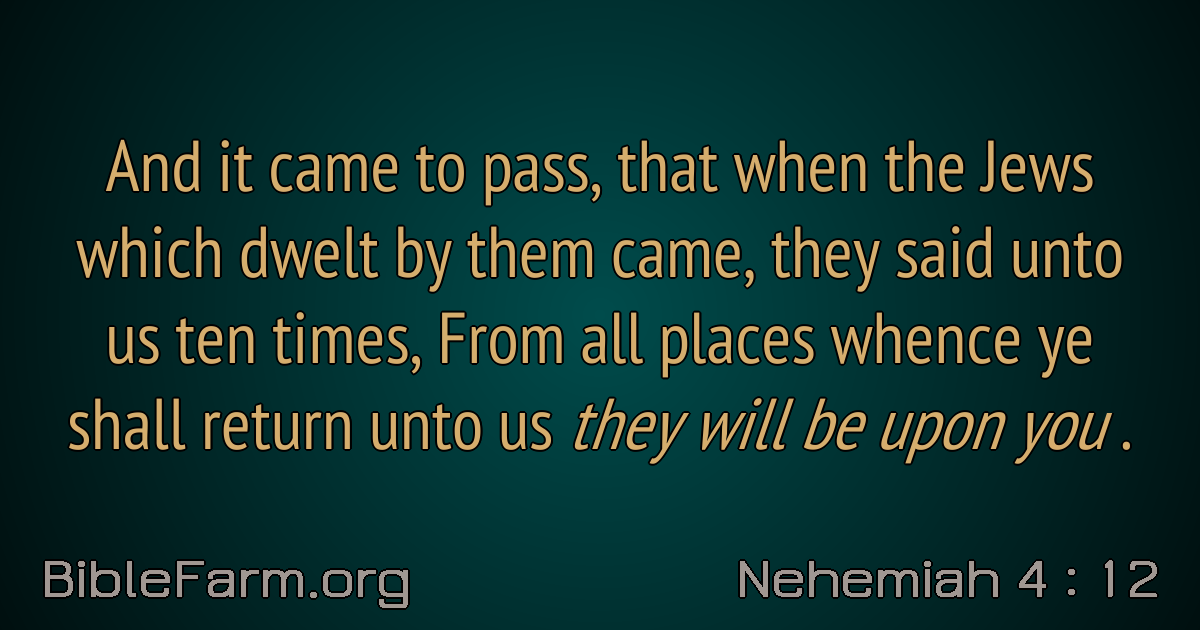 And it came to pass, that when the Jews
which dwelt by them came, they said unto
us ten times, From all places whence ye
shall return unto us they will be upon you .
BibleFarm.org
Nehemiah 4 : 12